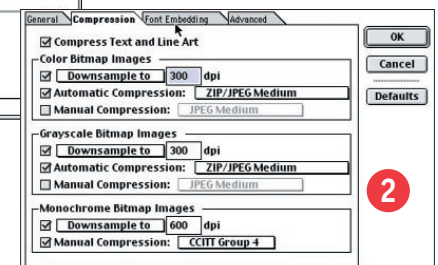 General Compression Font Embedding Advanced
Compress Text and Line Art
Color Bitmap Images
Downsample to 300 dpi
Automatic Compression: ZIP/JPEG Medium
Manual Compression: JPEG Medium
Grayscale Bitmap Images
Downsample to 300 dpi
Automatic Compression: ZIP/JPEG Medium
Manual Compression: JPEG Medium
Monochrome Bitmap Images
Downsample to 600 dpi
Manual Compression: CCITT Group 4
OK
Cancel
Defaults
2